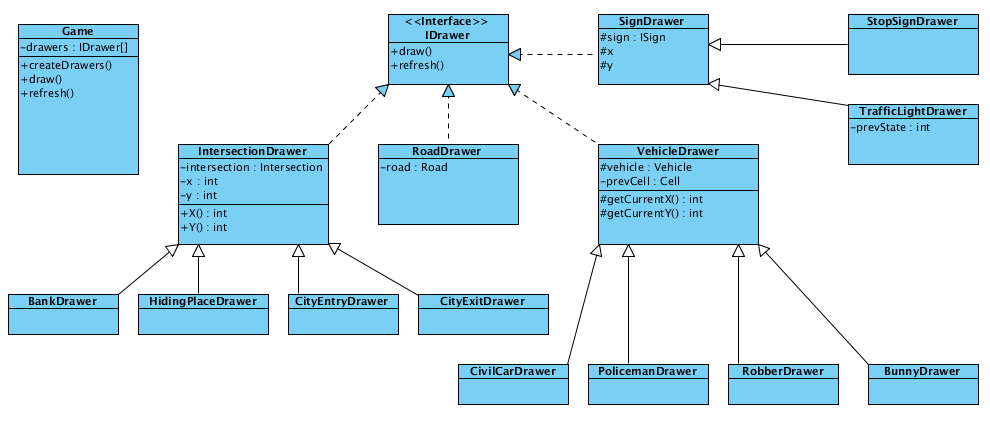 Game
-drawers : IDrawer[]
+createDrawers()
+draw()
+refresh()
<<Interface>>
IDrawer
+draw()
+refresh()
SignDrawer
#sign : ISign
#x
#y
StopSignDrawer
TrafficLightDrawer
-prevState : int
IntersectionDrawer
-intersection : Intersection
-x : int
-y : int
+X() : int
+Y() : int
RoadDrawer
-road : Road
VehicleDrawer
#vehicle : Vehicle
-prevCell : Cell
#getCurrentX() : int
#getCurrentY() : int
BankDrawer
HidingPlaceDrawer
CityEntryDrawer
CityExitDrawer
CivilCarDrawer
PolicemanDrawer
RobberDrawer
BunnyDrawer